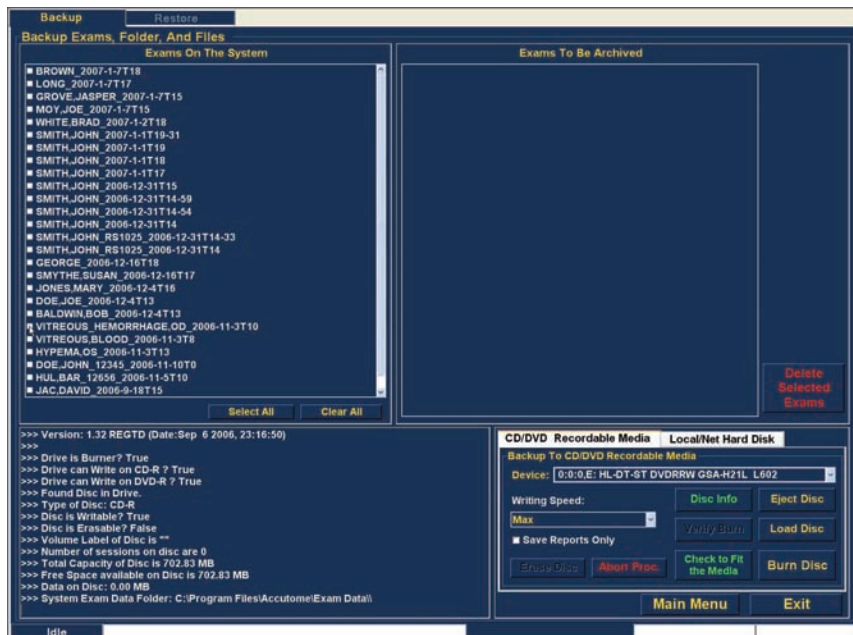 Backup
Restore
Backup Exams, Folder, And Files
Exams On The System
BROWN_2007-1-7T18
LONG_2007-1-7T17
GROVE,JASPER_2007-1-7T15
MOY,JOE_2007-1-7T15
WHITE,BRAD_2007-1-2T18
SMITH,JOHN_2007-1-1T19-31
SMITH,JOHN_2007-1-1T19
SMITH,JOHN_2007-1-1T18
SMITH,JOHN_2007-1-1T17
SMITH,JOHN_2006-12-31T15
SMITH,JOHN_2006-12-31T14-59
SMITH,JOHN_2006-12-31T14-54
SMITH,JOHN_2006-12-31T14
SMITH,JOHN_RS1025_2006-12-31T14-33
SMITH,JOHN_RS1025_2006-12-31T14
GEORGE_2006-12-16T18
SMYTHE,SUSAN_2006-12-16T17
JONES,MARY_2006-12-4T16
DOE,JOE_2006-12-4T13
BALDWIN,BOB_2006-12-4T13
VITREOUS_HEMORRHAGE,OD_2006-11-3T10
VITREOUS,BLOOD_2006-11-3T8
HYPEMA,OS_2006-11-3T13
DOE,JOHN_12345_2006-11-10T0
HUL,BAR_12656_2006-11-5T10
JAC,DAVID_2006-9-18T15
Select All
Clear All
Exams To Be Archived
Delete
Selected
Exams
>>> Version: 1.32 REGTD (Date:Sep 6 2006, 23:16:50)
>>>
>>> Drive is Burner? True
>>> Drive can Write on CD-R ? True
>>> Drive can Write on DVD-R ? True
>>> Found Disc in Drive.
>>> Type of Disc: CD-R
>>> Disc is Writable? True
>>> Disc is Erasable? False
>>> Volume Label of Disc is ""
>>> Number of sessions on disc are 0
>>> Total Capacity of Disc is 702.83 MB
>>> Free Space available on Disc is 702.83 MB
>>> Data on Disc: 0.00 MB
>>> System Exam Data Folder: C:\Program Files\Accutome\Exam Data\\
CD/DVD Recordable Media
Local/Net Hard Disk
Backup To CD/DVD Recordable Media
Device: 0:0:0,E: HL-DT-ST DVDRRW GSA-H21L L602
Writing Speed:
Max
Save Reports Only
Disc Info
Eject Disc
Verify Burn
Load Disc
Erase Disc
Abort Proc.
Check to Fit
the Media
Burn Disc
Main Menu
Exit
Idle